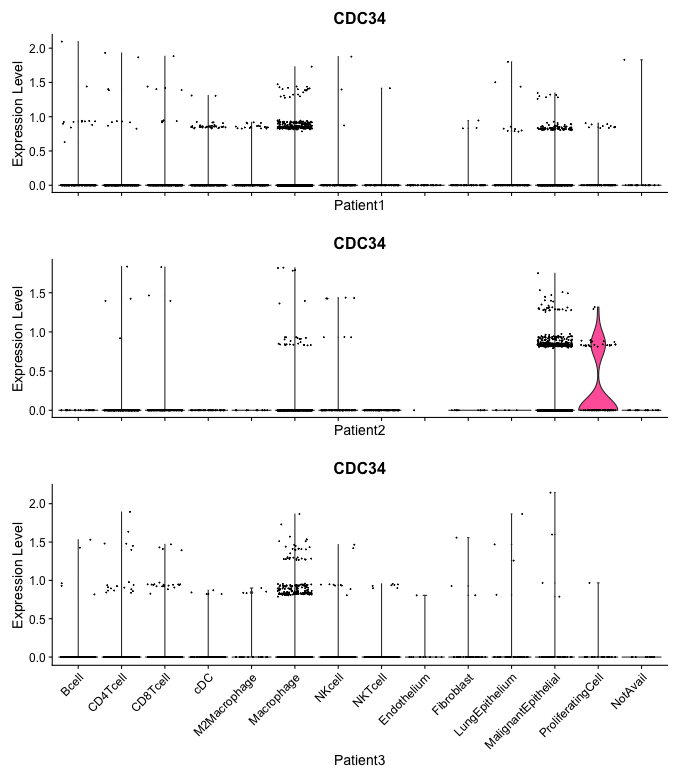 CDC34
Expression Level
2.0
1.5
1.0
0.5
0.0
Patient1
CDC34
Expression Level
1.5
1.0
0.5
0.0
Patient2
CDC34
Expression Level
2.0
1.5
1.0
0.5
0.0
Bcell
CD4Tcell
CD8Tcell
cDC
M2Macrophage
Macrophage
NKcell
NKTcell
Endothelium
Fibroblast
LungEpithelium
MalignantEpithelial
ProliferatingCell
NotAvail
Patient3